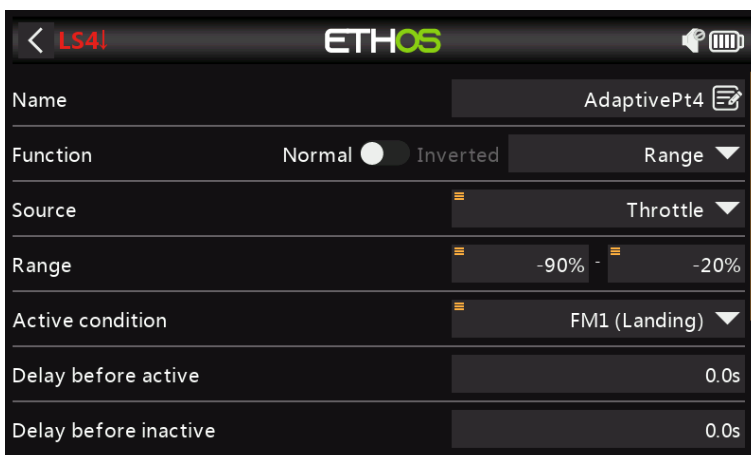 LS4↓ ETHOS
Name AdaptivePt4
Function Normal Inverted Range
Source Throttle
Range -90% - -20%
Active condition FM1 (Landing)
Delay before active 0.0s
Delay before inactive 0.0s